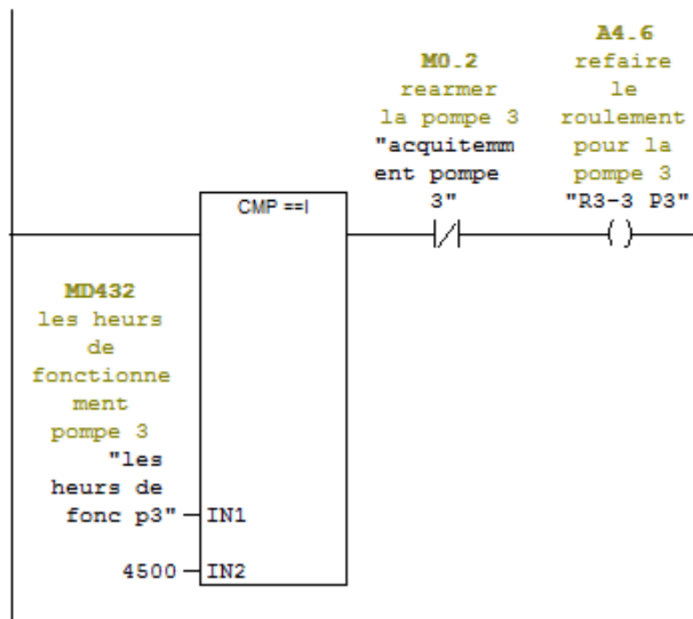 A4.6
refaire
le
roulement
pour la
pompe 3
"R3-3 P3"
M0.2
rearmer
la pompe 3
"acquitemm
ent pompe
3"
CMP ==I
MD432
les heurs
de
fonctionne
ment
pompe 3
"les
heurs de
fonc p3"
IN1
4500
IN2